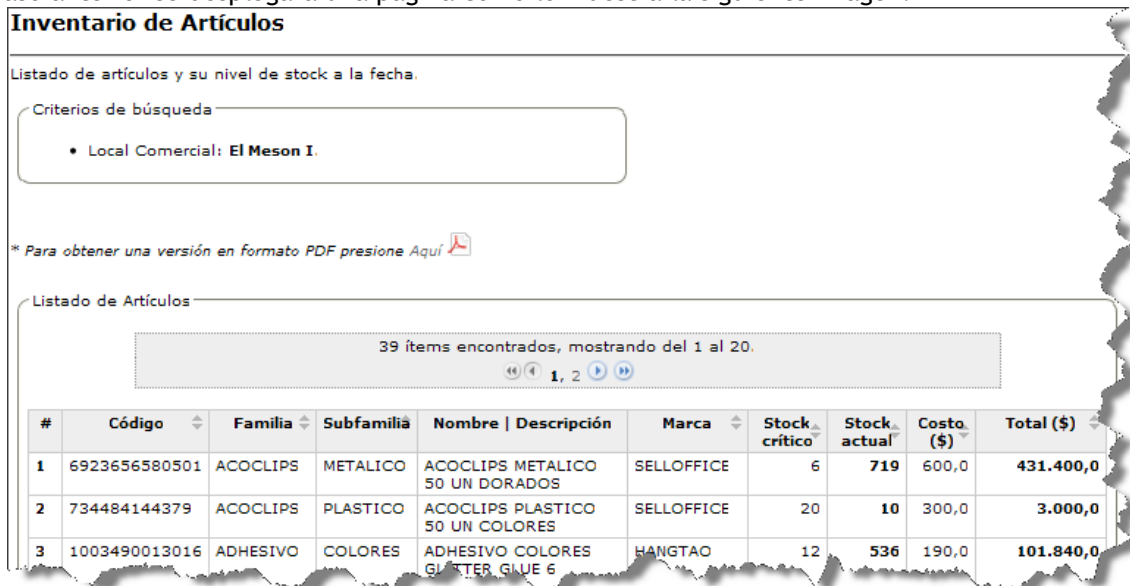 Inventario de Artículos
Listado de artículos y su nivel de stock a la fecha.
Criterios de búsqueda
• Local Comercial: El Meson I.
* Para obtener una versión en formato PDF presione Aquí
Listado de Artículos
39 ítems encontrados, mostrando del 1 al 20.
1, 2
# Código Familia Subfamilia Nombre | Descripción Marca Stock crítico Stock actual Costo ($) Total ($)
1 6923656580501 ACOCLIPS METALICO ACOCLIPS METALICO 50 UN DORADOS SELLOFFICE 6 719 600,0 431.400,0
2 734484144379 ACOCLIPS PLASTICO ACOCLIPS PLASTICO 50 UN COLORES SELLOFFICE 20 10 300,0 3.000,0
3 1003490013016 ADHESIVO COLORES ADHESIVO COLORES GLITTER GLUE 6 HANGTAO 12 536 190,0 101.840,0